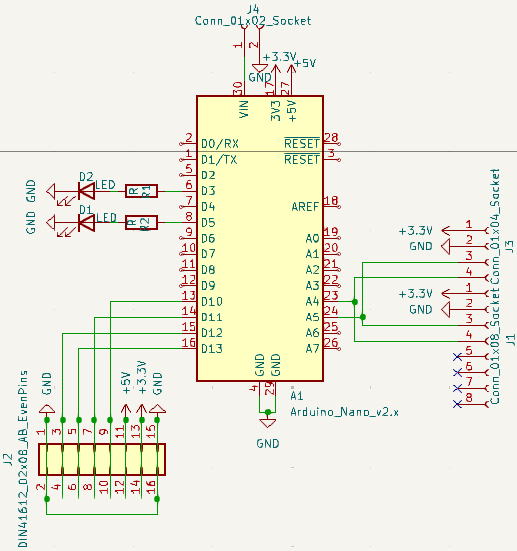 J4
Conn_01x02_Socket
1
2
GND
+3.3V
+5V
30
17
27
VIN
3V3
+5V
2
D0/RX
RESET
28
1
D1/TX
RESET
3
5
D2
D2
LED
R
R1
GND
6
D3
7
D4
AREF
18
D1
LED
R
R2
GND
8
D5
9
D6
A0
19
10
D7
A1
20
11
D8
A2
21
12
D9
A3
22
13
D10
A4
23
14
D11
A5
24
15
D12
A6
25
16
D13
A7
26
GND
GND
4
29
GND
A1
Arduino_Nano_v2.x
+3.3V
1
GND
2
3
4
Conn_01x04_Socket
J3
+3.3V
1
GND
2
3
4
5
6
7
8
Conn_01x08_Socket
J1
GND
+5V
+3.3V
GND
1
3
5
7
9
11
13
15
2
4
6
8
10
12
14
16
J2
DIN41612_02x08_AB_EvenPins